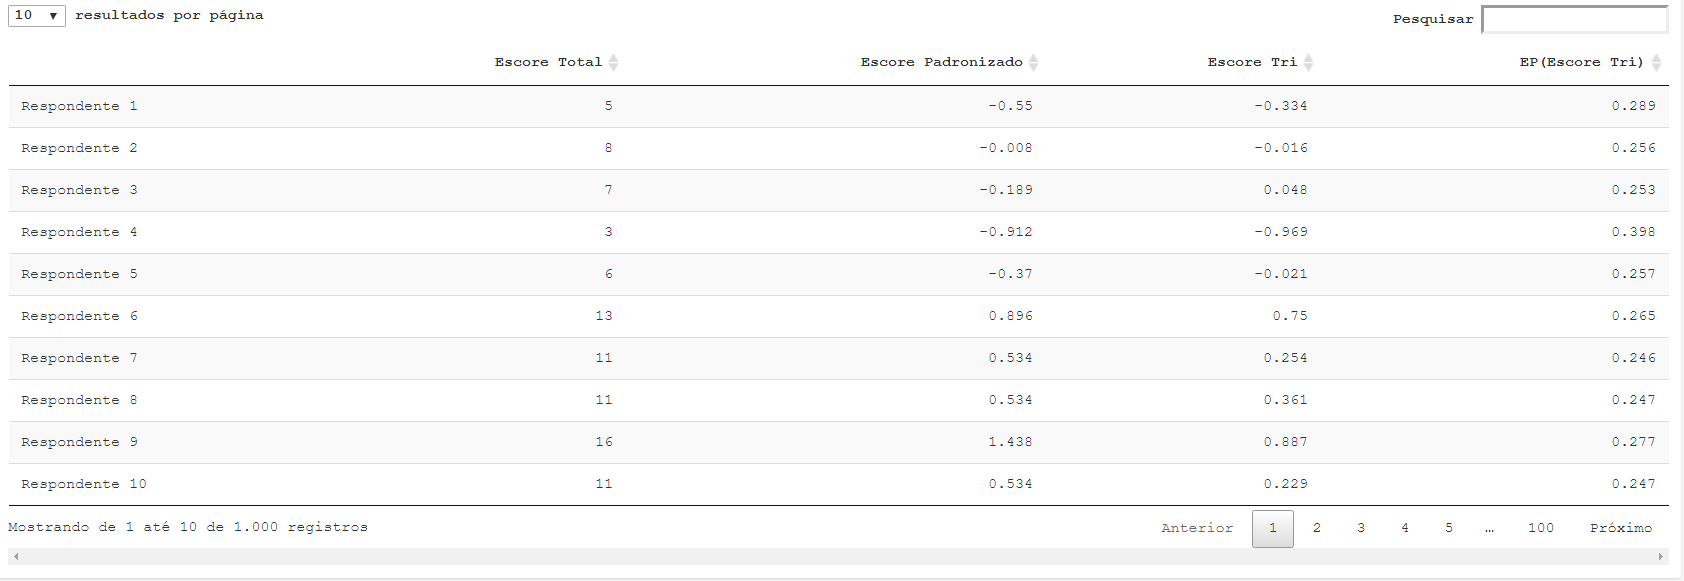 10 resultados por página
Pesquisar
Escore Total Escore Padronizado Escore Tri EP(Escore Tri)
Respondente 1 5 -0.55 -0.334 0.289
Respondente 2 8 -0.008 -0.016 0.256
Respondente 3 7 -0.189 0.048 0.253
Respondente 4 3 -0.912 -0.969 0.398
Respondente 5 6 -0.37 -0.021 0.257
Respondente 6 13 0.896 0.75 0.265
Respondente 7 11 0.534 0.254 0.246
Respondente 8 11 0.534 0.361 0.247
Respondente 9 16 1.438 0.887 0.277
Respondente 10 11 0.534 0.229 0.247
Mostrando de 1 até 10 de 1.000 registros
Anterior 1 2 3 4 5 … 100 Próximo